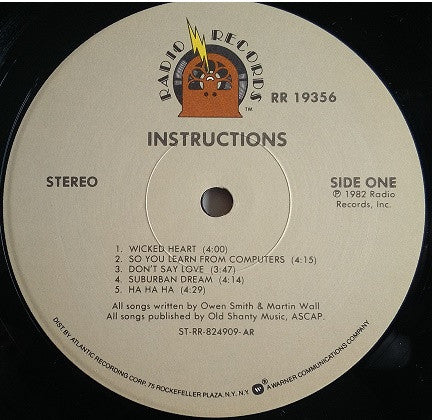 RADIO RECORDS
TM
RR 19356
INSTRUCTIONS
STEREO
SIDE ONE
℗ 1982 Radio
Records, Inc.
1. WICKED HEART (4:00)
2. SO YOU LEARN FROM COMPUTERS (4:15)
3. DON'T SAY LOVE (3:47)
4. SUBURBAN DREAM (4:14)
5. HA HA HA (4:29)
All songs written by Owen Smith & Martin Wall
All songs published by Old Shanty Music, ASCAP.
ST-RR-824909-AR
DIST BY ATLANTIC RECORDING CORP. 75 ROCKEFELLER PLAZA, N.Y. N.Y. W ® A WARNER COMMUNICATIONS COMPANY